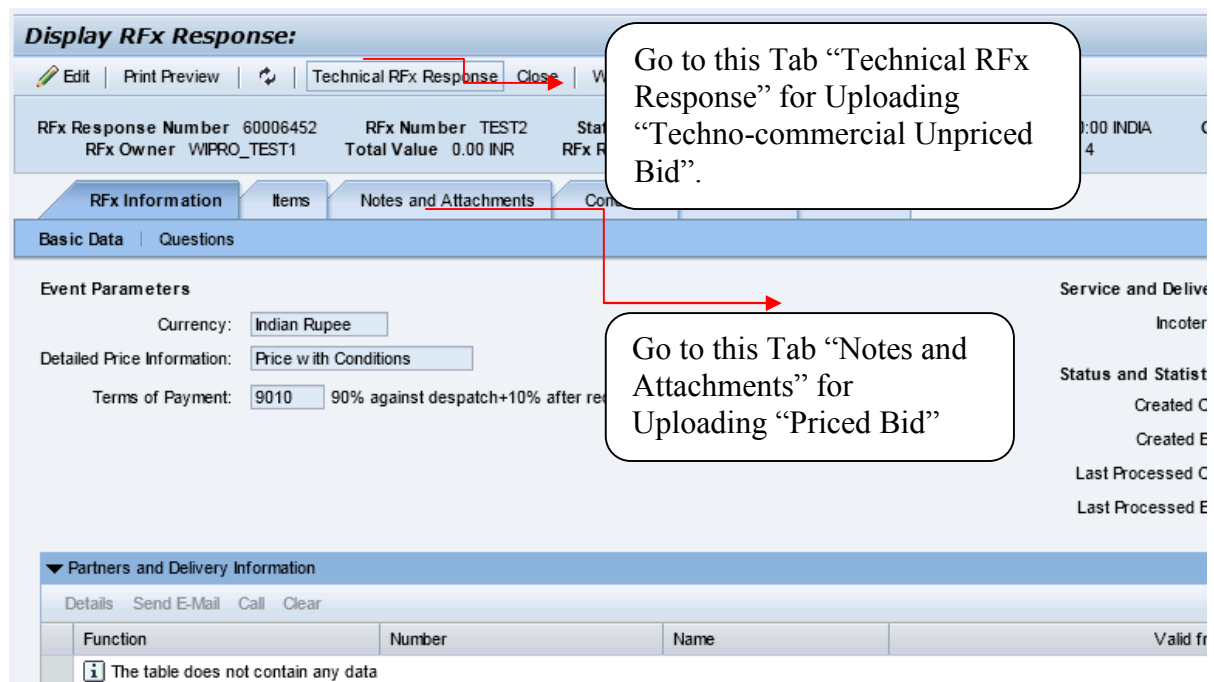 Display RFx Response:
Edit | Print Preview | | Technical RFx Response Close | W
Go to this Tab “Technical RFx
Response” for Uploading
“Techno-commercial Unpriced
Bid”.
RFx Response Number 60006452 RFx Number TEST2 Stat 0:00 INDIA
RFx Owner WIPRO_TEST1 Total Value 0.00 INR RFx R 4
RFx Information Items Notes and Attachments Con
Basic Data | Questions
Event Parameters Service and Delive
Currency: Indian Rupee Incoter
Detailed Price Information: Price with Conditions
Terms of Payment: 9010 90% against despatch+10% after rec
Go to this Tab “Notes and
Attachments” for
Uploading “Priced Bid”
Status and Statist
Created O
Created B
Last Processed O
Last Processed B
Partners and Delivery Information
Details Send E-Mail Call Clear
Function Number Name Valid fr
The table does not contain any data